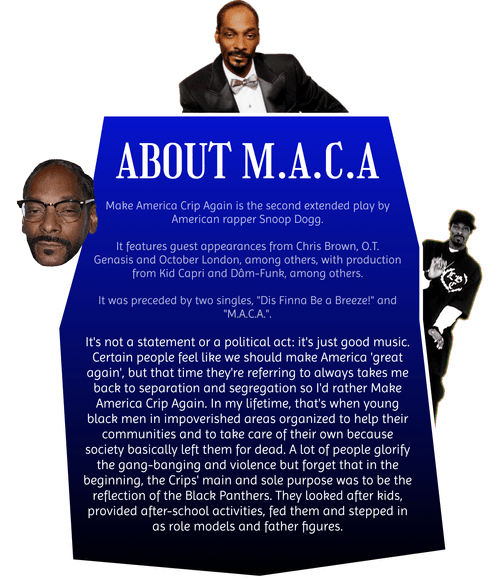 ABOUT M.A.C.A
Make America Crip Again is the second extended play by
American rapper Snoop Dogg.
It features guest appearances from Chris Brown, O.T.
Genasis and October London, among others, with production
from Kid Capri and Dâm-Funk, among others.
It was preceded by two singles, "Dis Finna Be a Breeze!" and
"M.A.C.A.".
It's not a statement or a political act: it's just good music.
Certain people feel like we should make America 'great
again', but that time they're referring to always takes me
back to separation and segregation so I'd rather Make
America Crip Again. In my lifetime, that's when young
black men in impoverished areas organized to help their
communities and to take care of their own because
society basically left them for dead. A lot of people glorify
the gang-banging and violence but forget that in the
beginning, the Crips' main and sole purpose was to be the
reflection of the Black Panthers. They looked after kids,
provided after-school activities, fed them and stepped in
as role models and father figures.